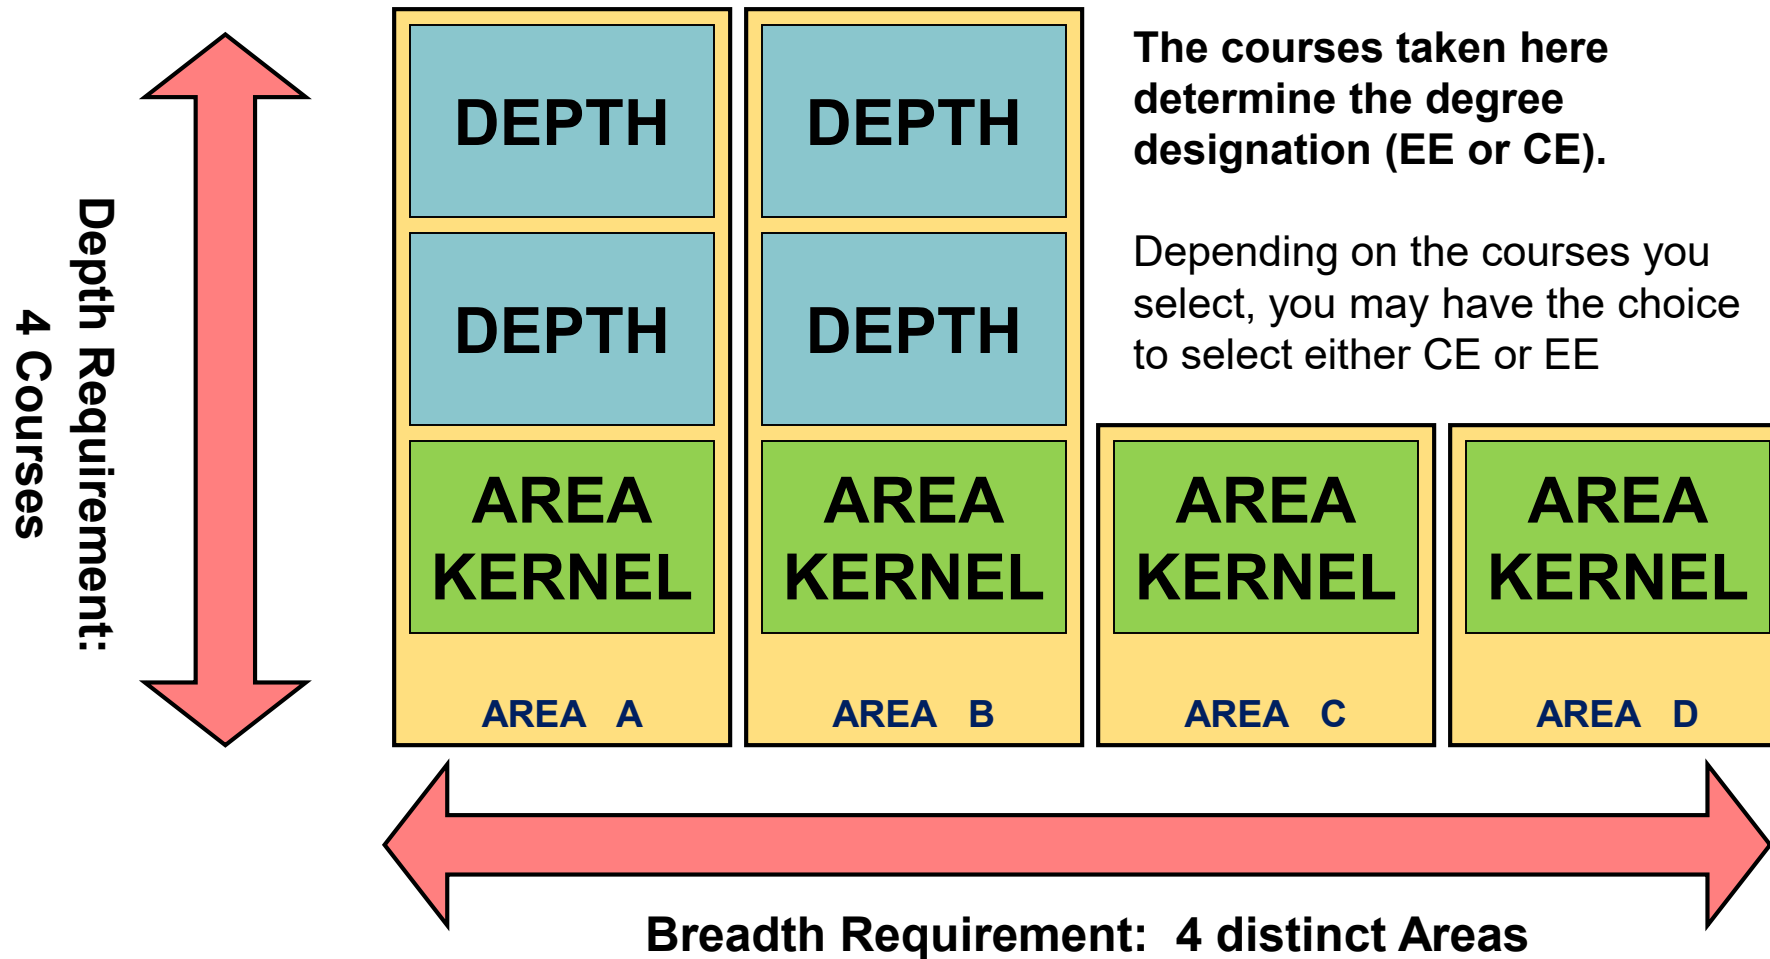 Depth Requirement:
4 Courses
DEPTH
DEPTH
AREA
KERNEL
AREA A
DEPTH
DEPTH
AREA
KERNEL
AREA B
The courses taken here
determine the degree
designation (EE or CE).
Depending on the courses you
select, you may have the choice
to select either CE or EE
AREA
KERNEL
AREA C
AREA
KERNEL
AREA D
Breadth Requirement: 4 distinct Areas